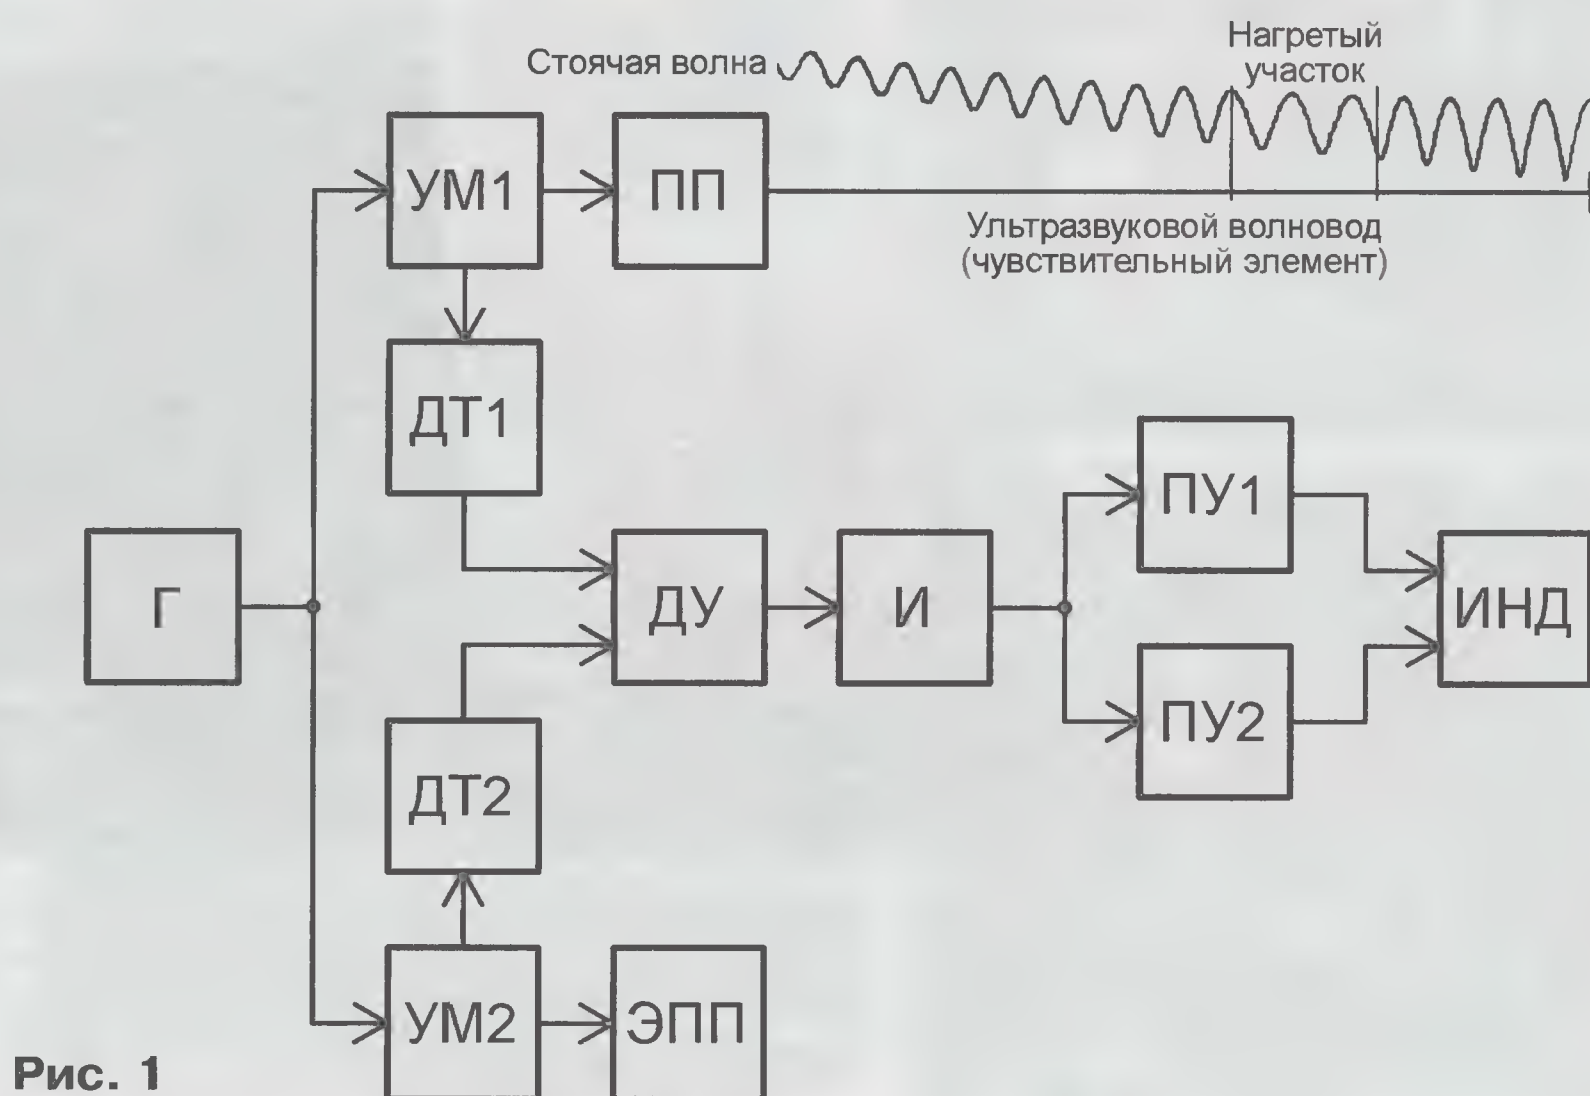 Стоячая волна
Нагретый
участок
УМ1
ПП
Ультразвуковой волновод
(чувствительный элемент)
ДТ1
ПУ1
Г
ДУ
И
ИНД
ПУ2
ДТ2
УМ2
ЭПП
Рис. 1